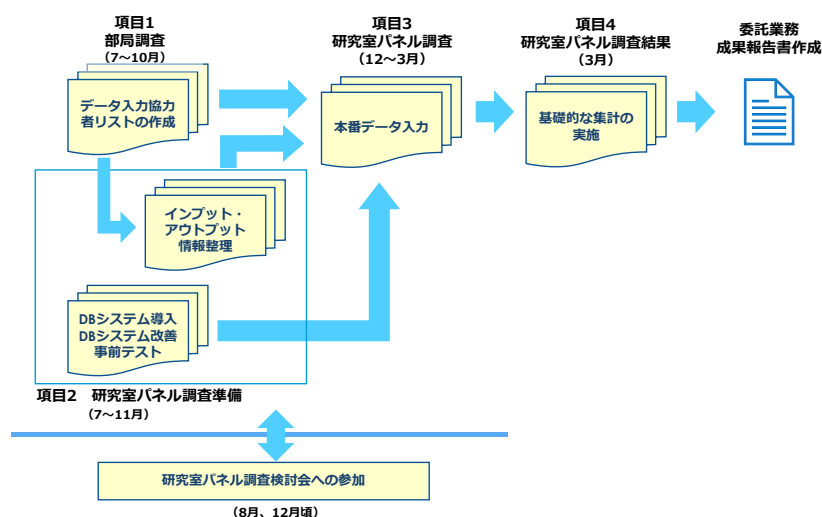 項目1
部局調査
（7～10月）
データ入力協力
者リストの作成
項目3
研究室パネル調査
（12～3月）
本番データ入力
項目4
研究室パネル調査結果
（3月）
基礎的な集計の
実施
委託業務
成果報告書作成
インプット・
アウトプット
情報整理
DBシステム導入
DBシステム改善
事前テスト
項目2　研究室パネル調査準備
（7～11月）
研究室パネル調査検討会への参加
（8月、12月頃）